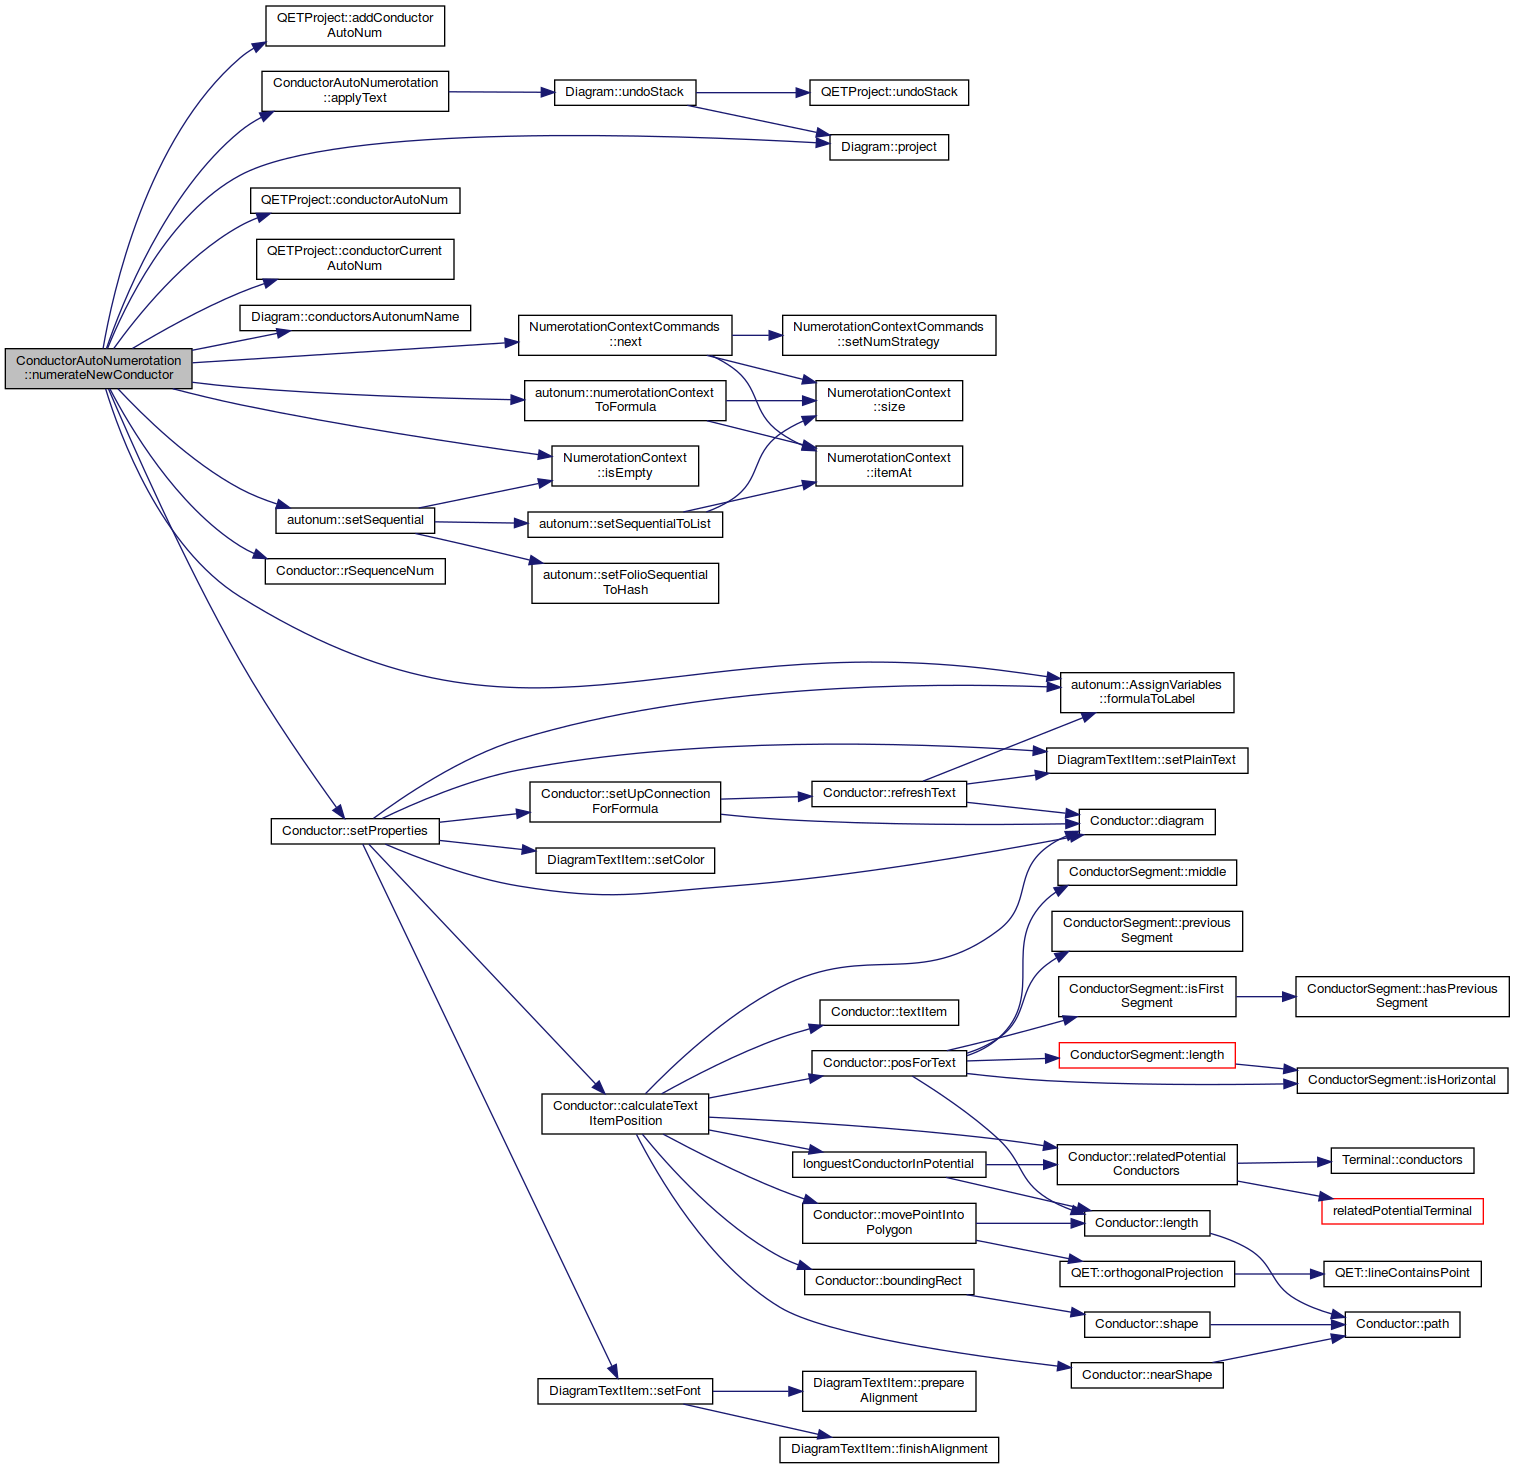 QETProject::addConductor
AutoNum
ConductorAutoNumerotation
::applyText
Diagram::undoStack
QETProject::undoStack
Diagram::project
QETProject::conductorAutoNum
QETProject::conductorCurrent
AutoNum
Diagram::conductorsAutonumName
ConductorAutoNumerotation
::numerateNewConductor
NumerotationContextCommands
::next
NumerotationContextCommands
::setNumStrategy
autonum::numerotationContext
ToFormula
NumerotationContext
::size
NumerotationContext
::isEmpty
NumerotationContext
::itemAt
autonum::setSequential
autonum::setSequentialToList
Conductor::rSequenceNum
autonum::setFolioSequential
ToHash
autonum::AssignVariables
::formulaToLabel
DiagramTextItem::setPlainText
Conductor::setUpConnection
ForFormula
Conductor::refreshText
Conductor::diagram
Conductor::setProperties
DiagramTextItem::setColor
ConductorSegment::middle
ConductorSegment::previous
Segment
ConductorSegment::isFirst
Segment
ConductorSegment::hasPrevious
Segment
Conductor::textItem
Conductor::posForText
ConductorSegment::length
ConductorSegment::isHorizontal
Conductor::calculateText
ItemPosition
longuestConductorInPotential
Conductor::relatedPotential
Conductors
Terminal::conductors
relatedPotentialTerminal
Conductor::movePointInto
Polygon
Conductor::length
Conductor::boundingRect
QET::orthogonalProjection
QET::lineContainsPoint
Conductor::shape
Conductor::path
Conductor::nearShape
DiagramTextItem::setFont
DiagramTextItem::prepare
Alignment
DiagramTextItem::finishAlignment